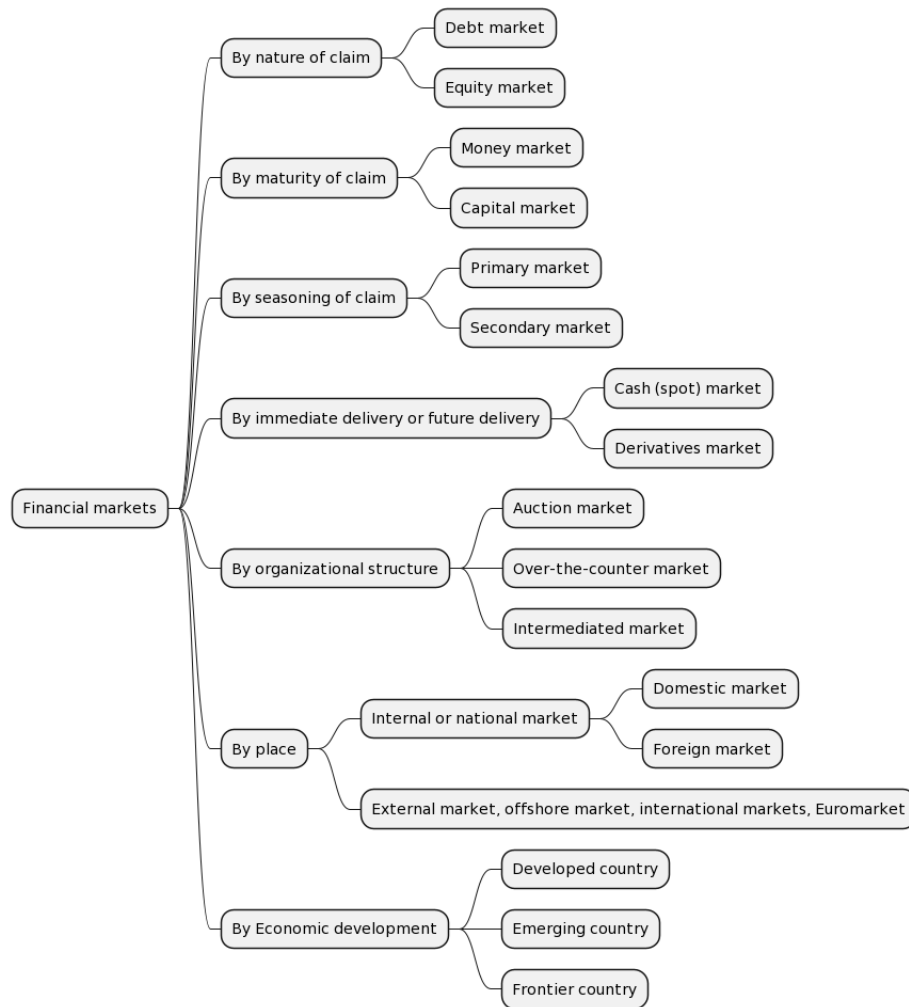 Financial markets
By nature of claim
Debt market
Equity market
By maturity of claim
Money market
Capital market
By seasoning of claim
Primary market
Secondary market
By immediate delivery or future delivery
Cash (spot) market
Derivatives market
By organizational structure
Auction market
Over-the-counter market
Intermediated market
By place
Internal or national market
Domestic market
Foreign market
External market, offshore market, international markets, Euromarket
By Economic development
Developed country
Emerging country
Frontier country